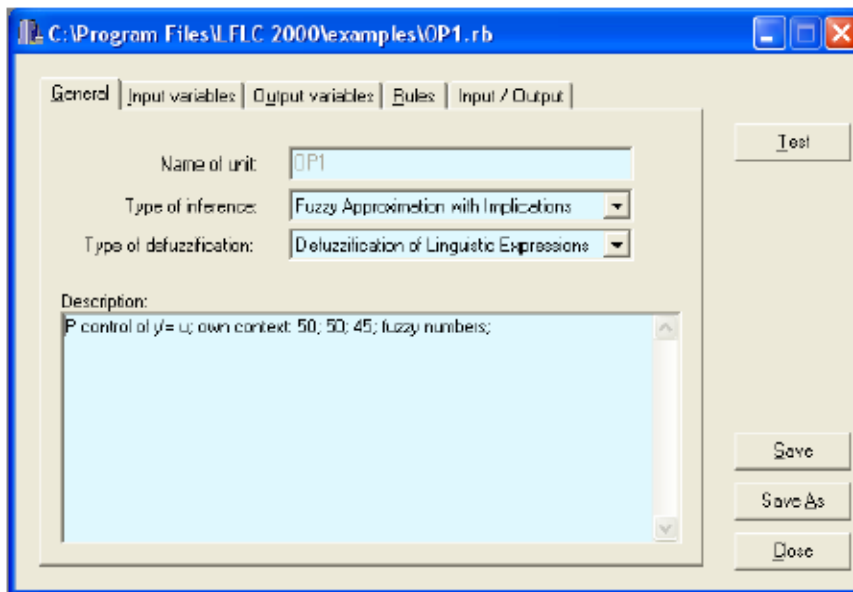 C:\Program Files\LFLC 2000\examples\OP1.rb
General Input variables Output variables Rules Input / Output
Test
Name of unit: OP1
Type of inference: Fuzzy Approximation with Implications
Type of defuzzification: Defuzzification of Linguistic Expressions
Description:
P control of y'= u; own context: 50; 50; 45; fuzzy numbers;
Save
Save As
Close